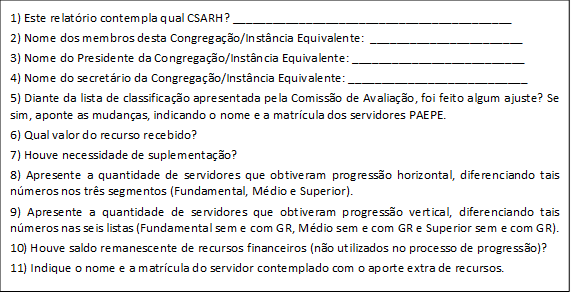 1) Este relatório contempla qual CSARH? ___________________________________________
2) Nome dos membros desta Congregação/Instância Equivalente: ________________________
3) Nome do Presidente da Congregação/Instância Equivalente: ___________________________
4) Nome do secretário da Congregação/Instância Equivalente: ____________________________
5) Diante da lista de classificação apresentada pela Comissão de Avaliação, foi feito algum ajuste? Se
sim, aponte as mudanças, indicando o nome e a matrícula dos servidores PAEPE.
6) Qual valor do recurso recebido?
7) Houve necessidade de suplementação?
8) Apresente a quantidade de servidores que obtiveram progressão horizontal, diferenciando tais
números nos três segmentos (Fundamental, Médio e Superior).
9) Apresente a quantidade de servidores que obtiveram progressão vertical, diferenciando tais
números nas seis listas (Fundamental sem e com GR, Médio sem e com GR e Superior sem e com GR).
10) Houve saldo remanescente de recursos financeiros (não utilizados no processo de progressão)?
11) Indique o nome e a matrícula do servidor contemplado com o aporte extra de recursos.